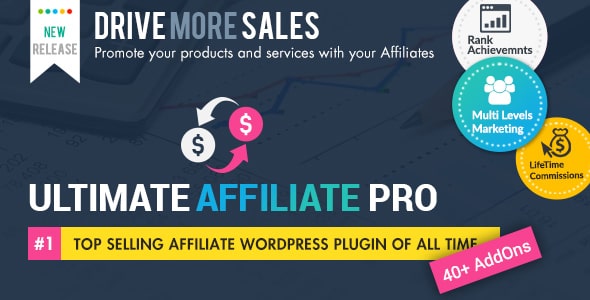 NEW
RELEASE
DRIVE MORE SALES
Promote your products and services with your Affiliates
Rank
Achievemnts
Multi Levels
Marketing
LifeTime
Commissions
$
$
ULTIMATE AFFILIATE PRO
#1 TOP SELLING AFFILIATE WORDPRESS PLUGIN OF ALL TIME
40+ AddOns